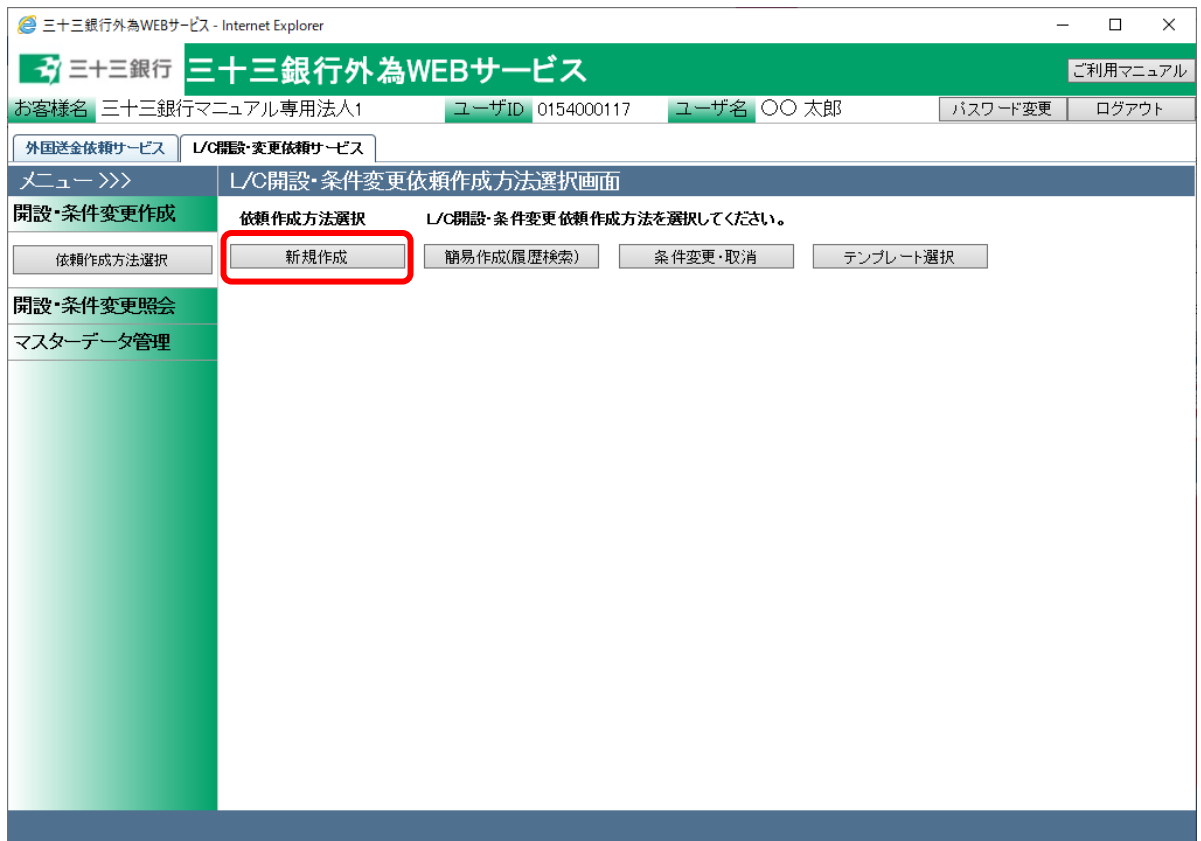 三十三銀行外為WEBサービス - Internet Explorer
三十三銀行 三十三銀行外為WEBサービス ご利用マニュアル
お客様名 三十三銀行マニュアル専用法人1 ユーザID 0154000117 ユーザ名 〇〇 太郎 パスワード変更 ログアウト
外国送金依頼サービス L/C開設・変更依頼サービス
メニュー >>> L/C開設・条件変更依頼作成方法選択画面
開設・条件変更作成 依頼作成方法選択 L/C開設・条件変更依頼作成方法を選択してください。
依頼作成方法選択 新規作成 簡易作成(履歴検索) 条件変更・取消 テンプレート選択
開設・条件変更照会
マスターデータ管理